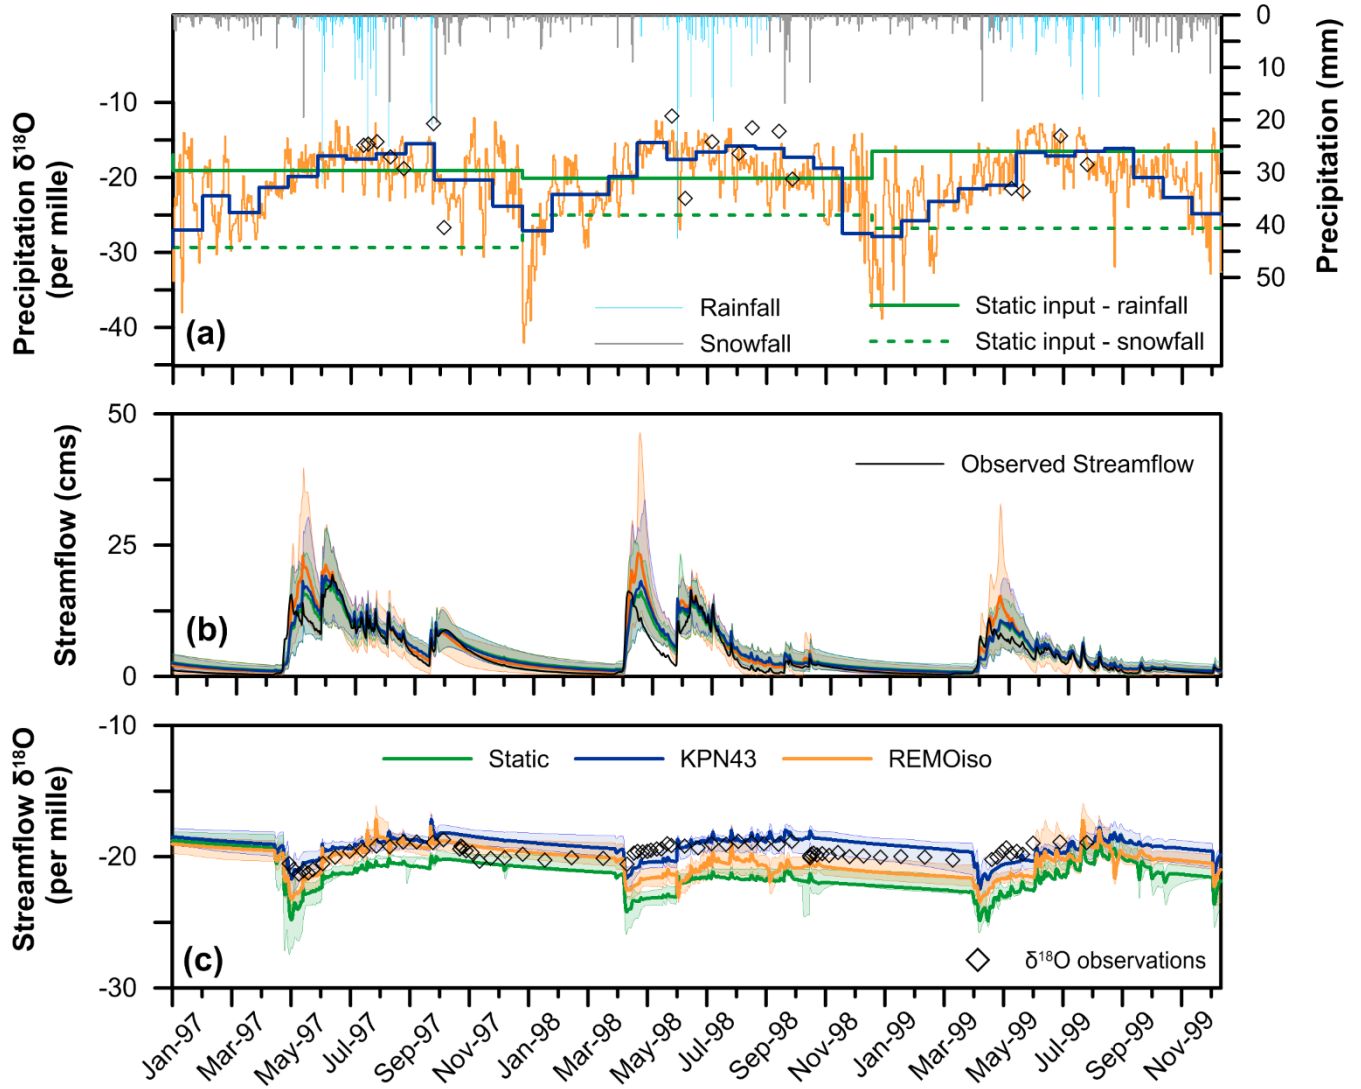 0
10
20
30
40
50
Precipitation (mm)
-10
-20
-30
-40
Precipitation δ¹⁸O
(per mille)
Rainfall
Snowfall
Static input - rainfall
Static input - snowfall
(a)
50
25
0
Streamflow (cms)
Observed Streamflow
(b)
-10
-20
-30
Streamflow δ¹⁸O
(per mille)
Static
KPN43
REMOiso
(c)
δ¹⁸O observations
Jan-97
Mar-97
May-97
Jul-97
Sep-97
Nov-97
Jan-98
Mar-98
May-98
Jul-98
Sep-98
Nov-98
Jan-99
Mar-99
May-99
Jul-99
Sep-99
Nov-99